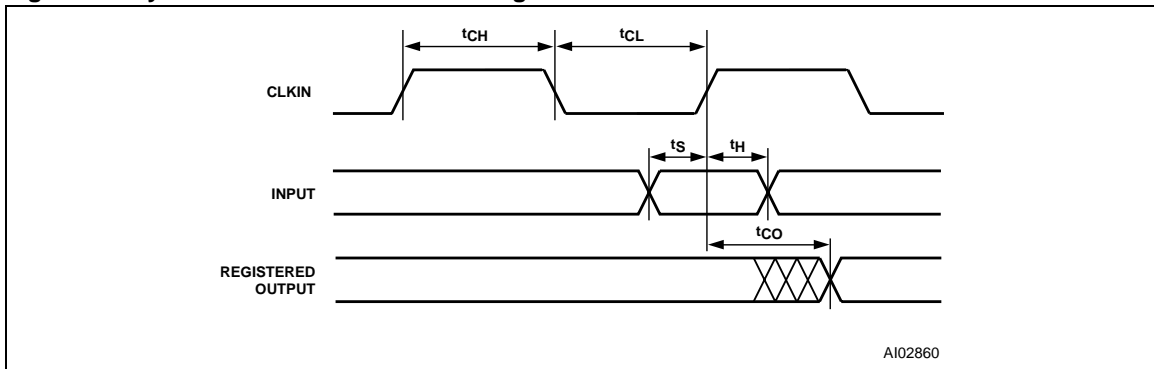 tCH tCL
CLKIN
tS tH
INPUT
tCO
REGISTERED
OUTPUT
AI02860